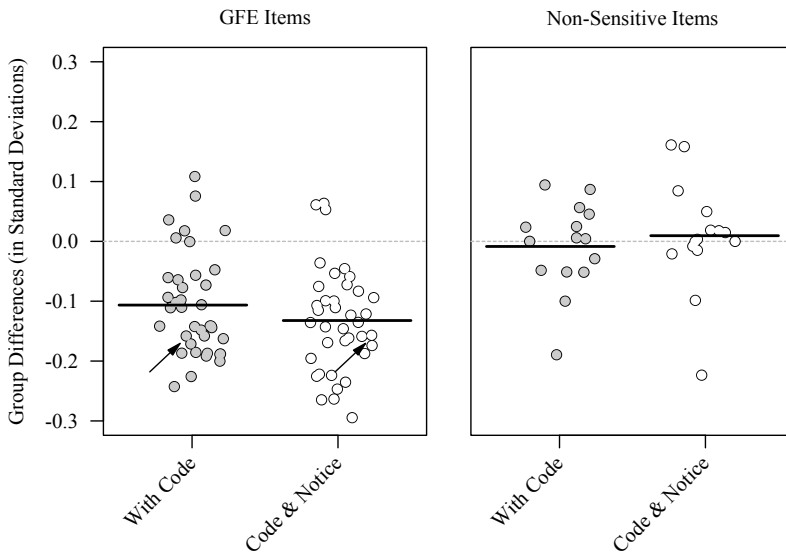 GFE Items
Non-Sensitive Items
Group Differences (in Standard Deviations)
0.3
0.2
0.1
0.0
-0.1
-0.2
-0.3
With Code
Code & Notice
With Code
Code & Notice